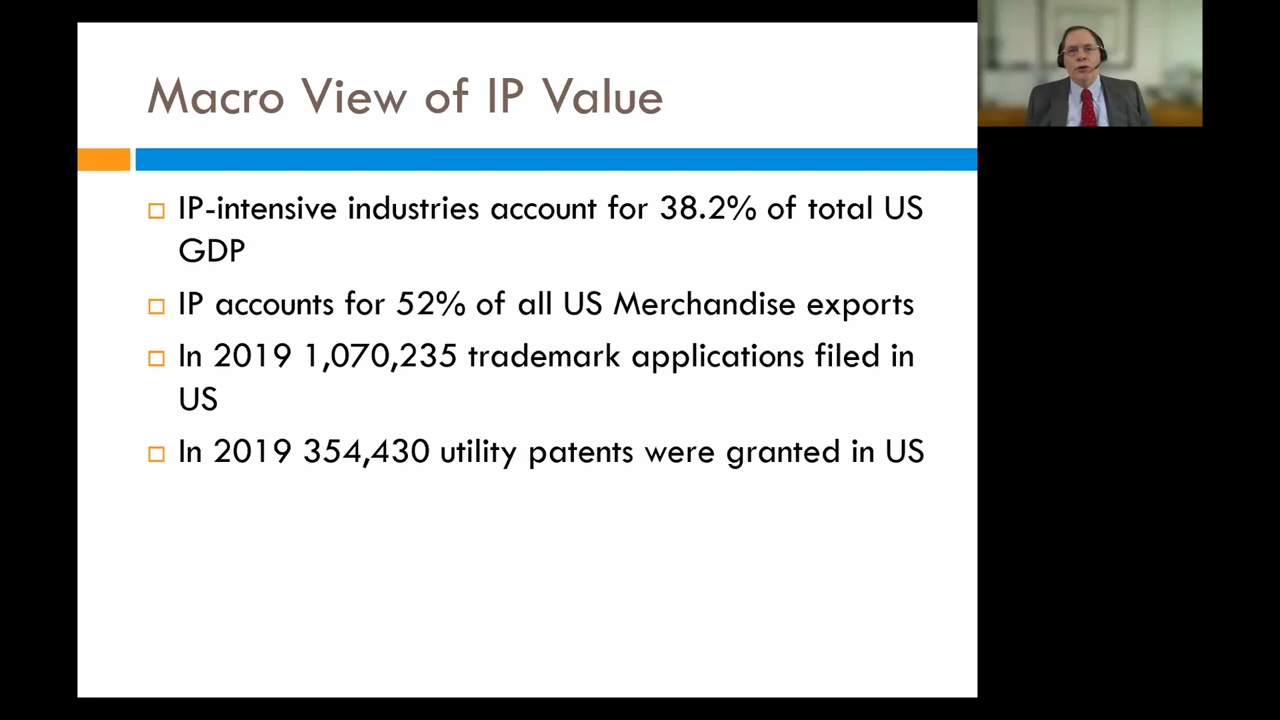 Macro View of IP Value
IP-intensive industries account for 38.2% of total US
GDP
IP accounts for 52% of all US Merchandise exports
In 2019 1,070,235 trademark applications filed in
US
In 2019 354,430 utility patents were granted in US